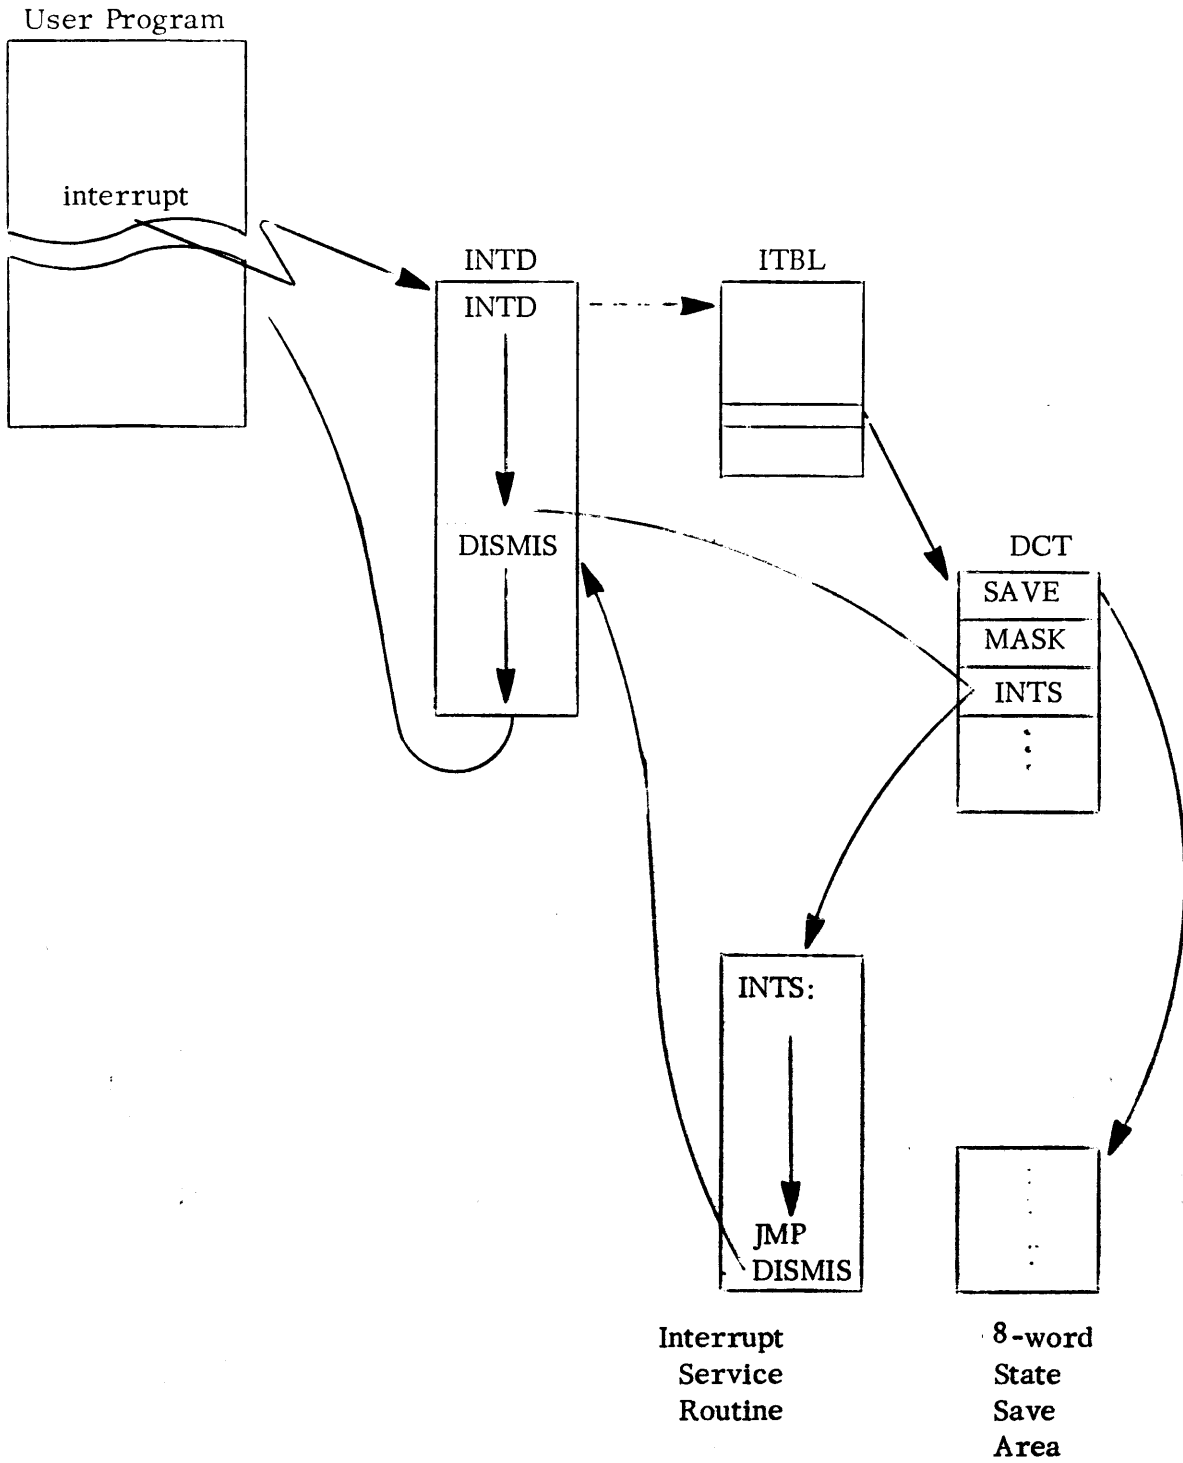 User Program
interrupt
INTD
INTD
DISMIS
ITBL
DCT
SAVE
MASK
INTS
INTS:
JMP
DISMIS
Interrupt
Service
Routine
8-word
State
Save
Area